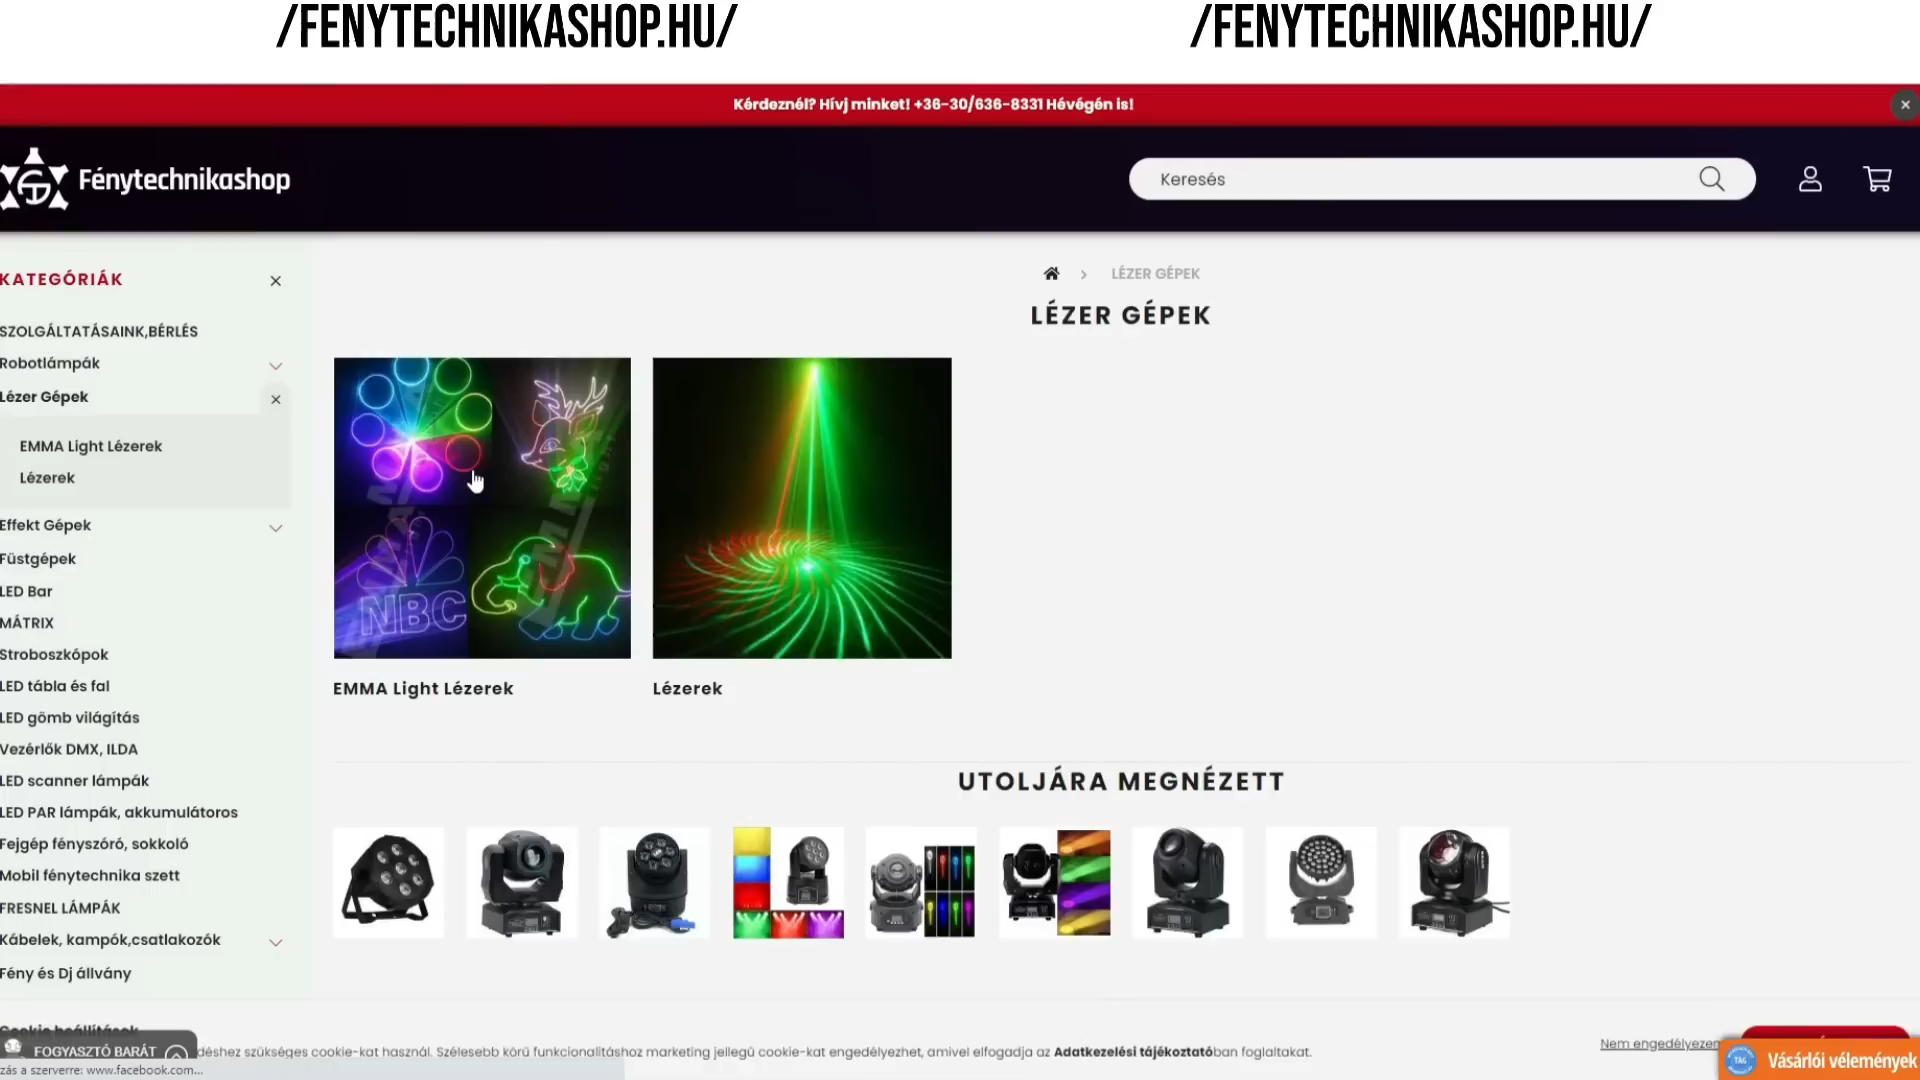 /FENYTECHNIKASHOP.HU/ /FENYTECHNIKASHOP.HU/
Kérdeznél? Hívj minket! +36-30/636-8331 Hévégén is!
Fénytechnikashop
Keresés
KATEGÓRIÁK
LÉZER GÉPEK
LÉZER GÉPEK
SZOLGÁLTATÁSAINK,BÉRLÉS
Robotlámpák
Lézer Gépek
EMMA Light Lézerek
Lézerek
Effekt Gépek
Füstgépek
LED Bar
MÁTRIX
Stroboszkópok
LED tábla és fal
LED gömb világítás
Vezérlők DMX, ILDA
LED scanner lámpák
LED PAR lámpák, akkumulátoros
Fejgép fényszóró, sokkoló
Mobil fénytechnika szett
FRESNEL LÁMPÁK
Kábelek, kampók,csatlakozók
Fény és Dj állvány
NBC
EMMA Light Lézerek
Lézerek
UTOLJÁRA MEGNÉZETT
Cookie beállítások
FOGYASZTÓ BARÁT
déshez szükséges cookie-kat használ. Szélesebb körű funkcionalitáshoz marketing jellegű cookie-kat engedélyezhet, amivel elfogadja az Adatkezelési tájékoztatóban foglaltakat.
Nem engedélyezem
zás a szerverre: www.facebook.com...
TAG
Vásárlói vélemények